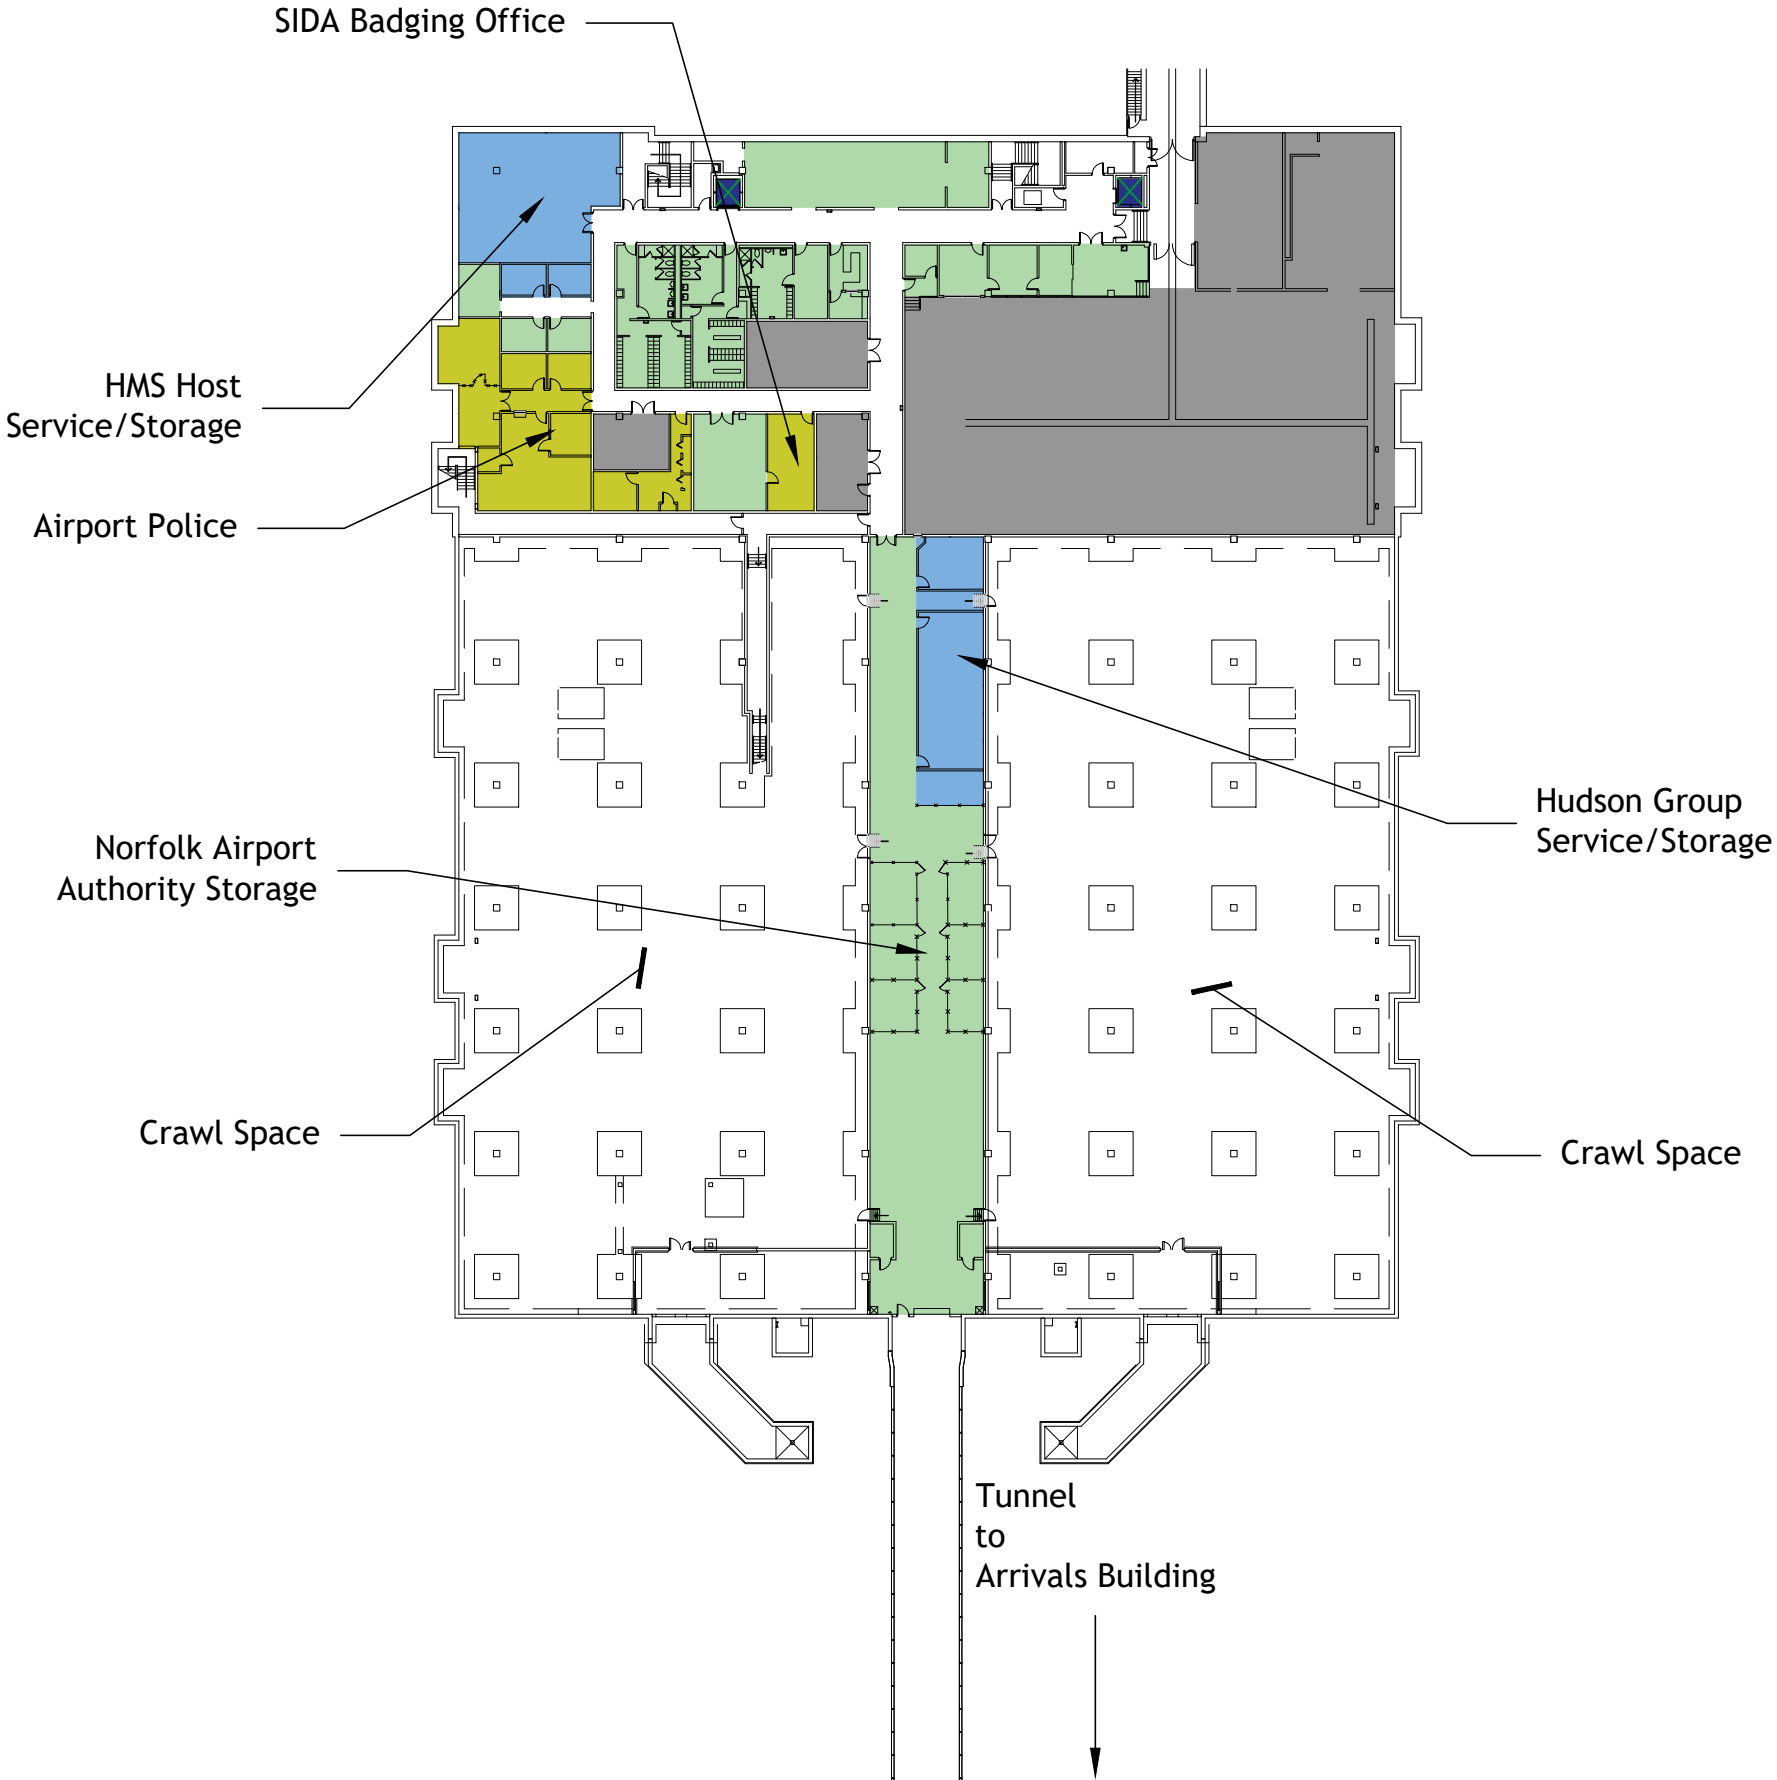 SIDA Badging Office
HMS Host
Service/Storage
Airport Police
Hudson Group
Service/Storage
Norfolk Airport
Authority Storage
Crawl Space
Crawl Space
Tunnel
to
Arrivals Building